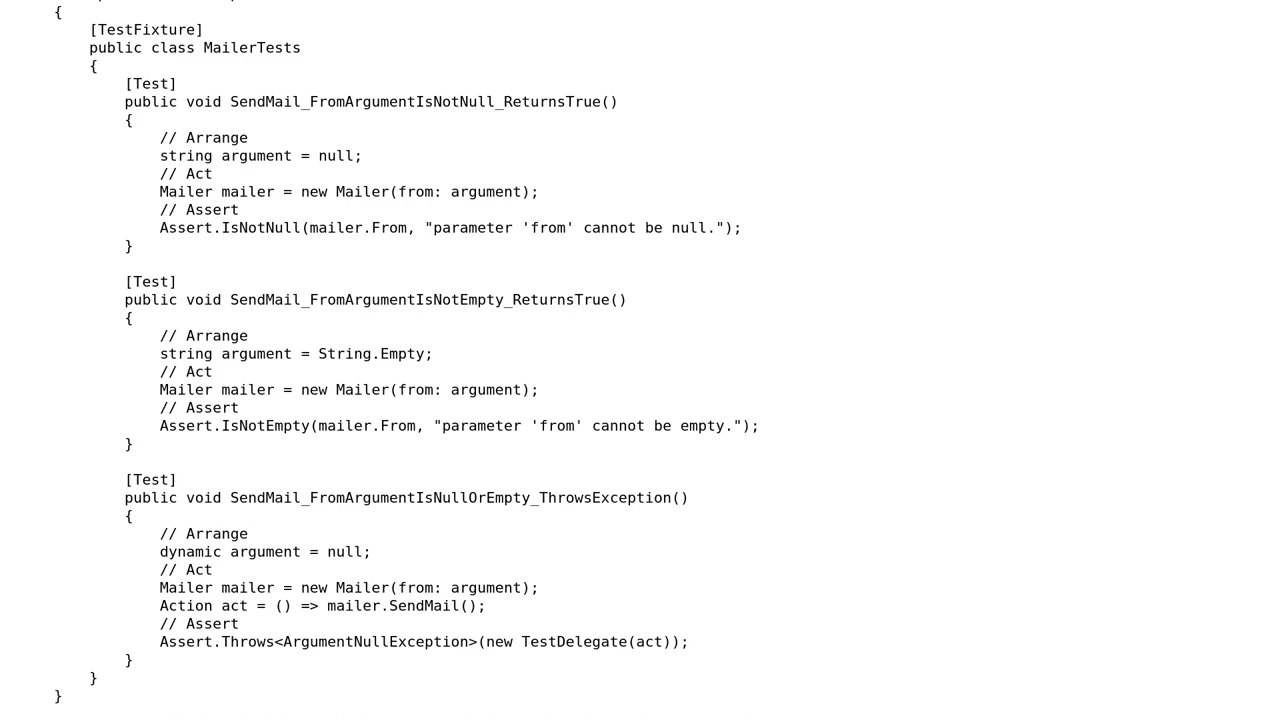 {
[TestFixture]
public class MailerTests
{
[Test]
public void SendMail_FromArgumentIsNotNull_ReturnsTrue()
{
// Arrange
string argument = null;
// Act
Mailer mailer = new Mailer(from: argument);
// Assert
Assert.IsNotNull(mailer.From, "parameter 'from' cannot be null.");
}
[Test]
public void SendMail_FromArgumentIsNotEmpty_ReturnsTrue()
{
// Arrange
string argument = String.Empty;
// Act
Mailer mailer = new Mailer(from: argument);
// Assert
Assert.IsNotEmpty(mailer.From, "parameter 'from' cannot be empty.");
}
[Test]
public void SendMail_FromArgumentIsNullOrEmpty_ThrowsException()
{
// Arrange
dynamic argument = null;
// Act
Mailer mailer = new Mailer(from: argument);
Action act = () => mailer.SendMail();
// Assert
Assert.Throws<ArgumentNullException>(new TestDelegate(act));
}
}
}